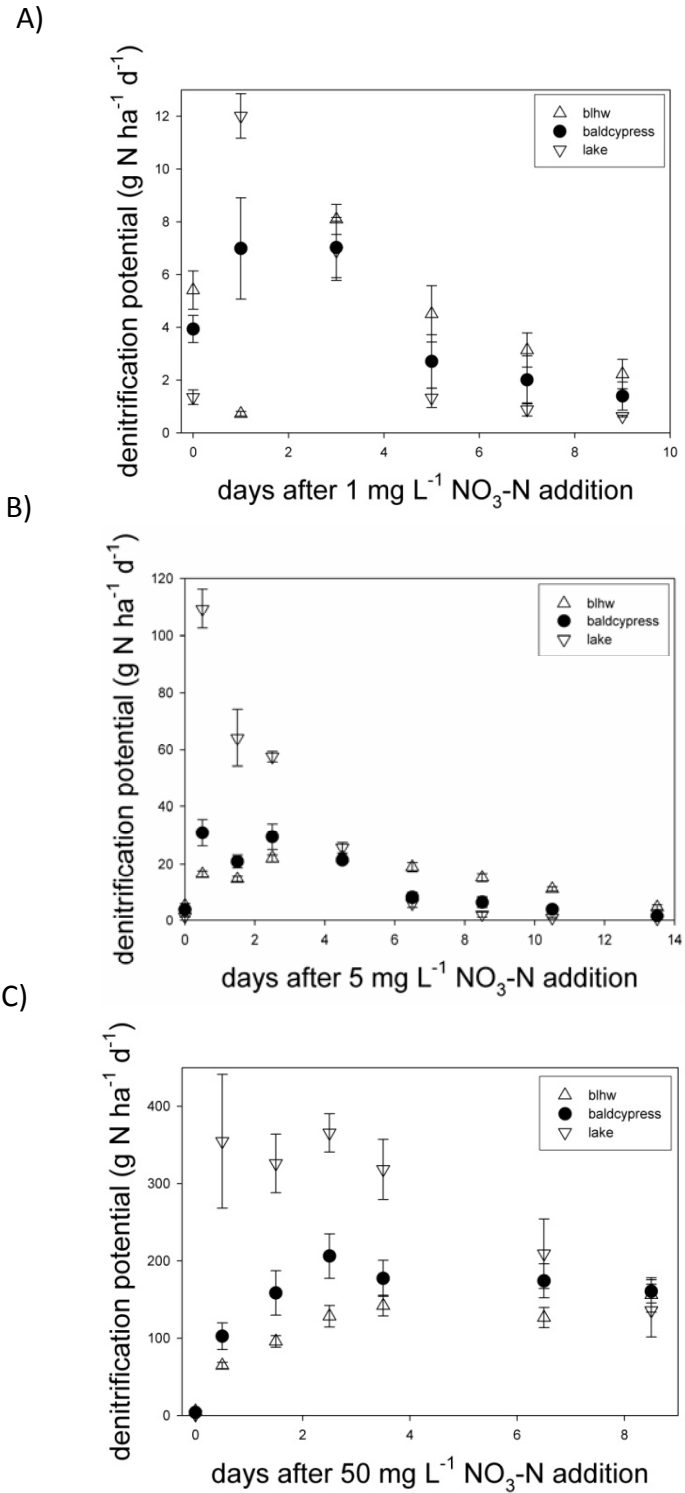 A)
denitrification potential (g N ha⁻¹ d⁻¹)
12
10
8
6
4
2
0
blhw
baldcypress
lake
0 2 4 6 8 10
days after 1 mg L⁻¹ NO₃-N addition
B)
denitrification potential (g N ha⁻¹ d⁻¹)
120
100
80
60
40
20
0
blhw
baldcypress
lake
0 2 4 6 8 10 12 14
days after 5 mg L⁻¹ NO₃-N addition
C)
denitrification potential (g N ha⁻¹ d⁻¹)
400
300
200
100
0
blhw
baldcypress
lake
0 2 4 6 8
days after 50 mg L⁻¹ NO₃-N addition